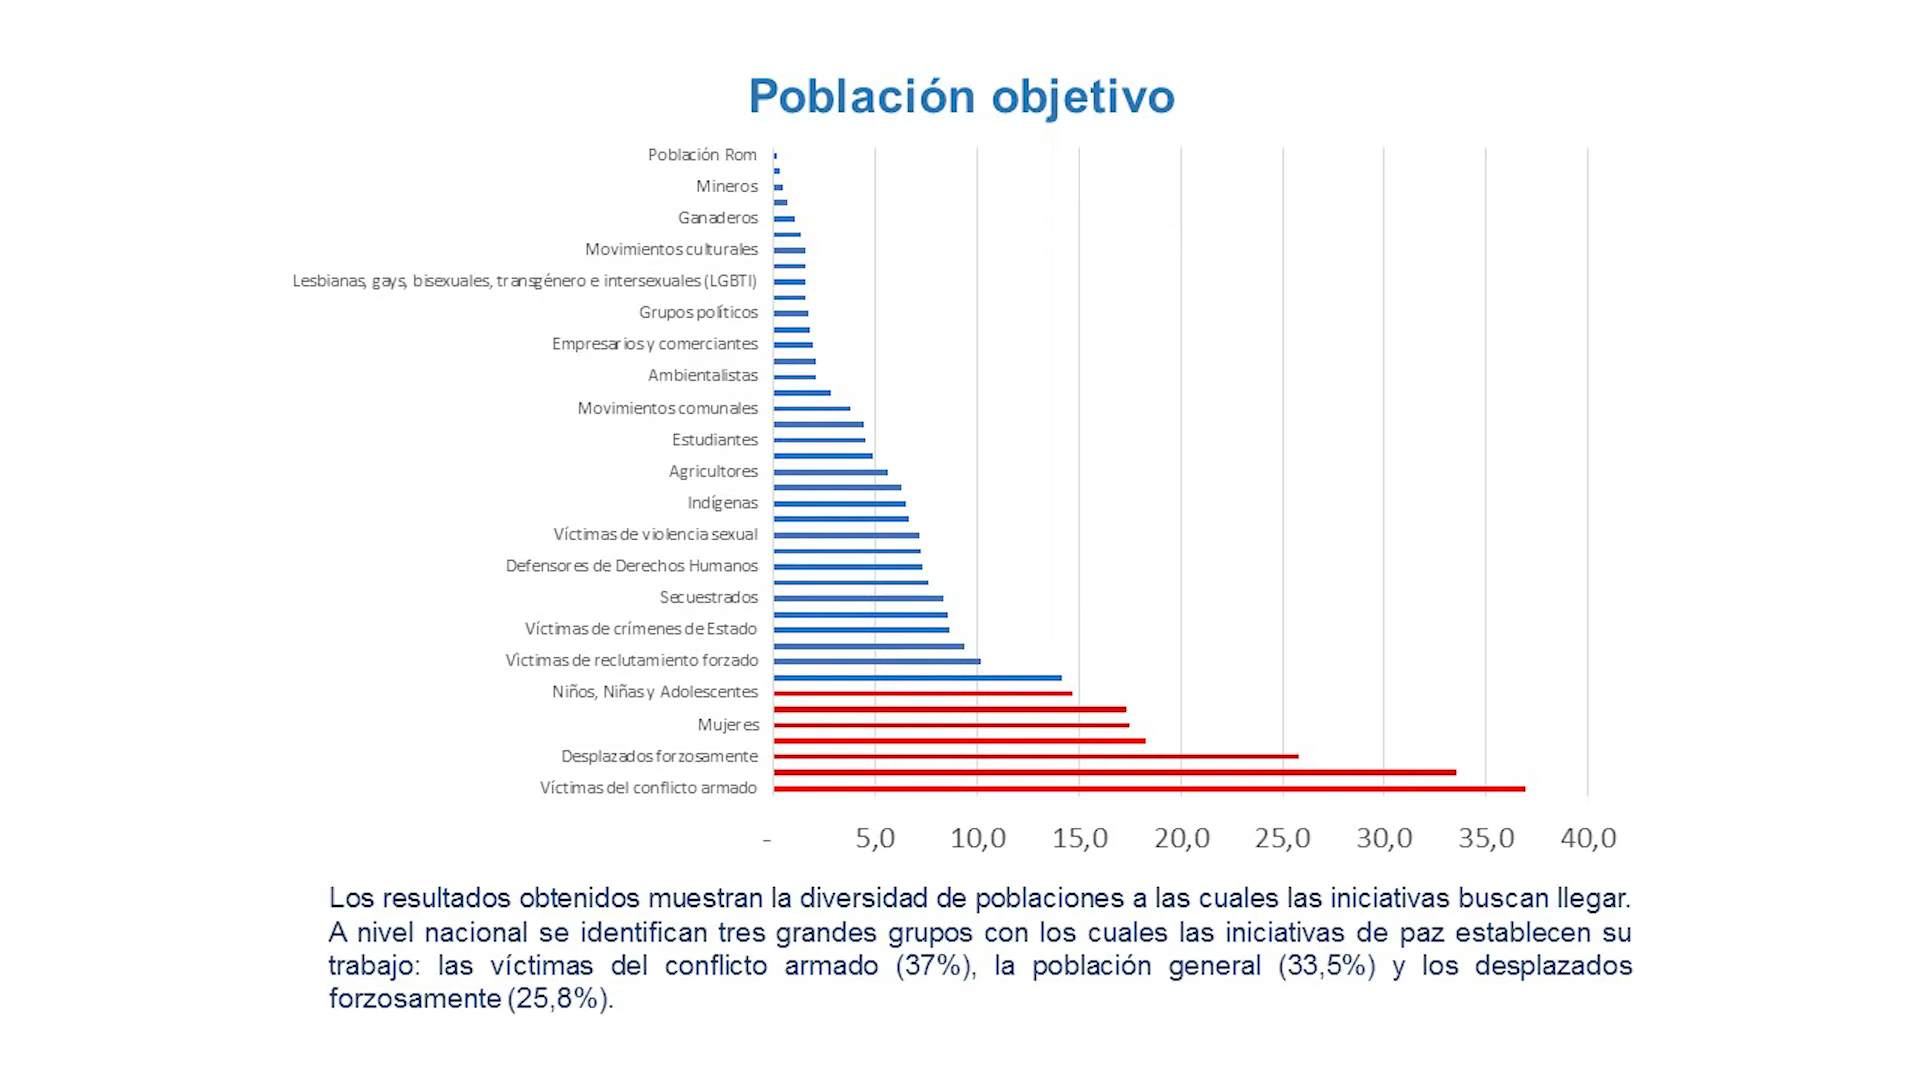 Población objetivo
Población Rom
Mineros
Ganaderos
Movimientos culturales
Lesbianas, gays, bisexuales, transgénero e intersexuales (LGBTI)
Grupos políticos
Empresarios y comerciantes
Ambientalistas
Movimientos comunales
Estudiantes
Agricultores
Indígenas
Víctimas de violencia sexual
Defensores de Derechos Humanos
Secuestrados
Víctimas de crímenes de Estado
Víctimas de reclutamiento forzado
Niños, Niñas y Adolescentes
Mujeres
Desplazados forzosamente
Víctimas del conflicto armado
- 5,0 10,0 15,0 20,0 25,0 30,0 35,0 40,0
Los resultados obtenidos muestran la diversidad de poblaciones a las cuales las iniciativas buscan llegar.
A nivel nacional se identifican tres grandes grupos con los cuales las iniciativas de paz establecen su
trabajo: las víctimas del conflicto armado (37%), la población general (33,5%) y los desplazados
forzosamente (25,8%).